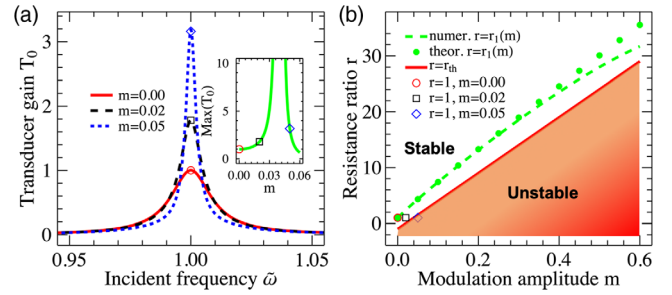 (a)
Transducer gain T₀
3
2
1
0
m=0.00
m=0.02
m=0.05
Max(T₀)
10
5
0
0.00
0.03
0.06
m
0.95
1.00
1.05
Incident frequency ω̃
(b)
Resistance ratio r
30
20
10
0
numer. r=r₁(m)
theor. r=r₁(m)
r=rₜₕ
r=1, m=0.00
r=1, m=0.02
r=1, m=0.05
Stable
Unstable
0.0
0.2
0.4
0.6
Modulation amplitude m